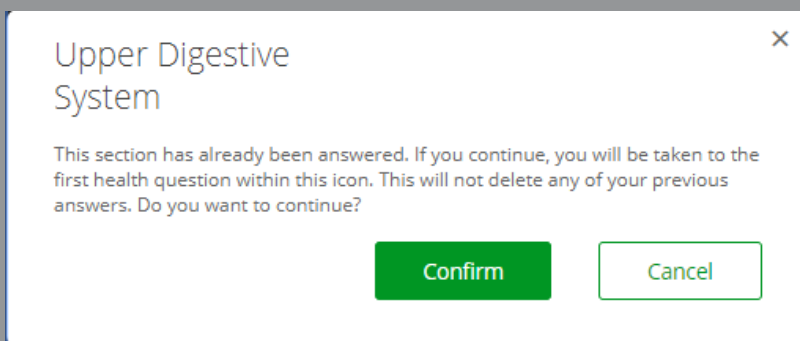 Upper Digestive
System
This section has already been answered. If you continue, you will be taken to the
first health question within this icon. This will not delete any of your previous
answers. Do you want to continue?
Confirm
Cancel